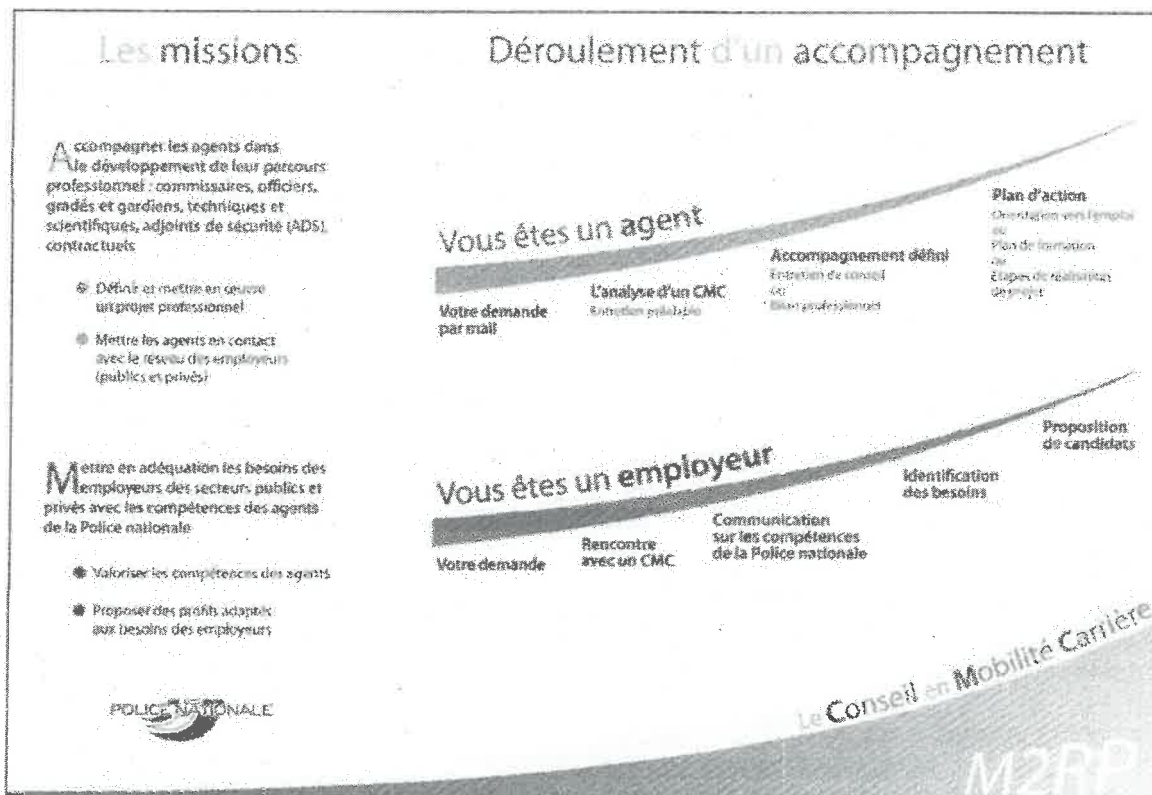 Les missions
Accompagner les agents dans
le développement de leur parcours
professionnel : commissaires, officiers,
gradés et gardiens, techniques et
scientifiques, adjoints de sécurité (ADS),
contractuels
Définir et mettre en oeuvre
un projet professionnel
Mettre les agents en contact
avec le réseau des employeurs
(publics et privés)
Mettre en adéquation les besoins des
employeurs des secteurs publics et
privés avec les compétences des agents
de la Police nationale
Valoriser les compétences des agents
Proposer des profils adaptés
aux besoins des employeurs
POLICE NATIONALE
Déroulement d'un accompagnement
Vous êtes un agent
Votre demande
par mail
L'analyse d'un CMC
Entretien préalable
Accompagnement défini
Entretien de conseil
ou
Bilan professionnel
Plan d'action
Orientation vers l'emploi
ou
Plan de formation
ou
Etapes de réalisation
de projet
Vous êtes un employeur
Votre demande
Rencontre
avec un CMC
Communication
sur les compétences
de la Police nationale
Identification
des besoins
Proposition
de candidats
Le Conseil en Mobilité Carrière
M2RP